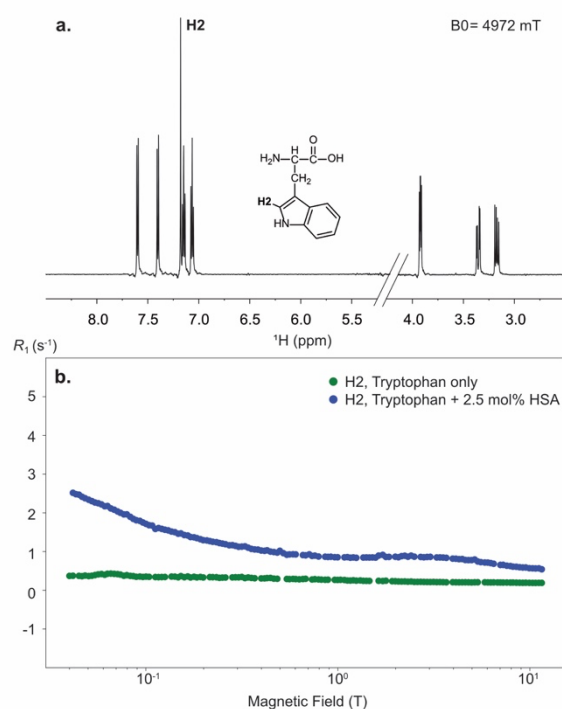 a.
H2
B0= 4972 mT
H
O
H₂N–C–C–OH
CH₂
H2
HN
8.0 7.5 7.0 6.5 6.0 5.5 4.0 3.5 3.0
¹H (ppm)
R₁ (s⁻¹)
b.
H2, Tryptophan only
H2, Tryptophan + 2.5 mol% HSA
5
4
3
2
1
0
-1
10⁻¹ 10⁰ 10¹
Magnetic Field (T)